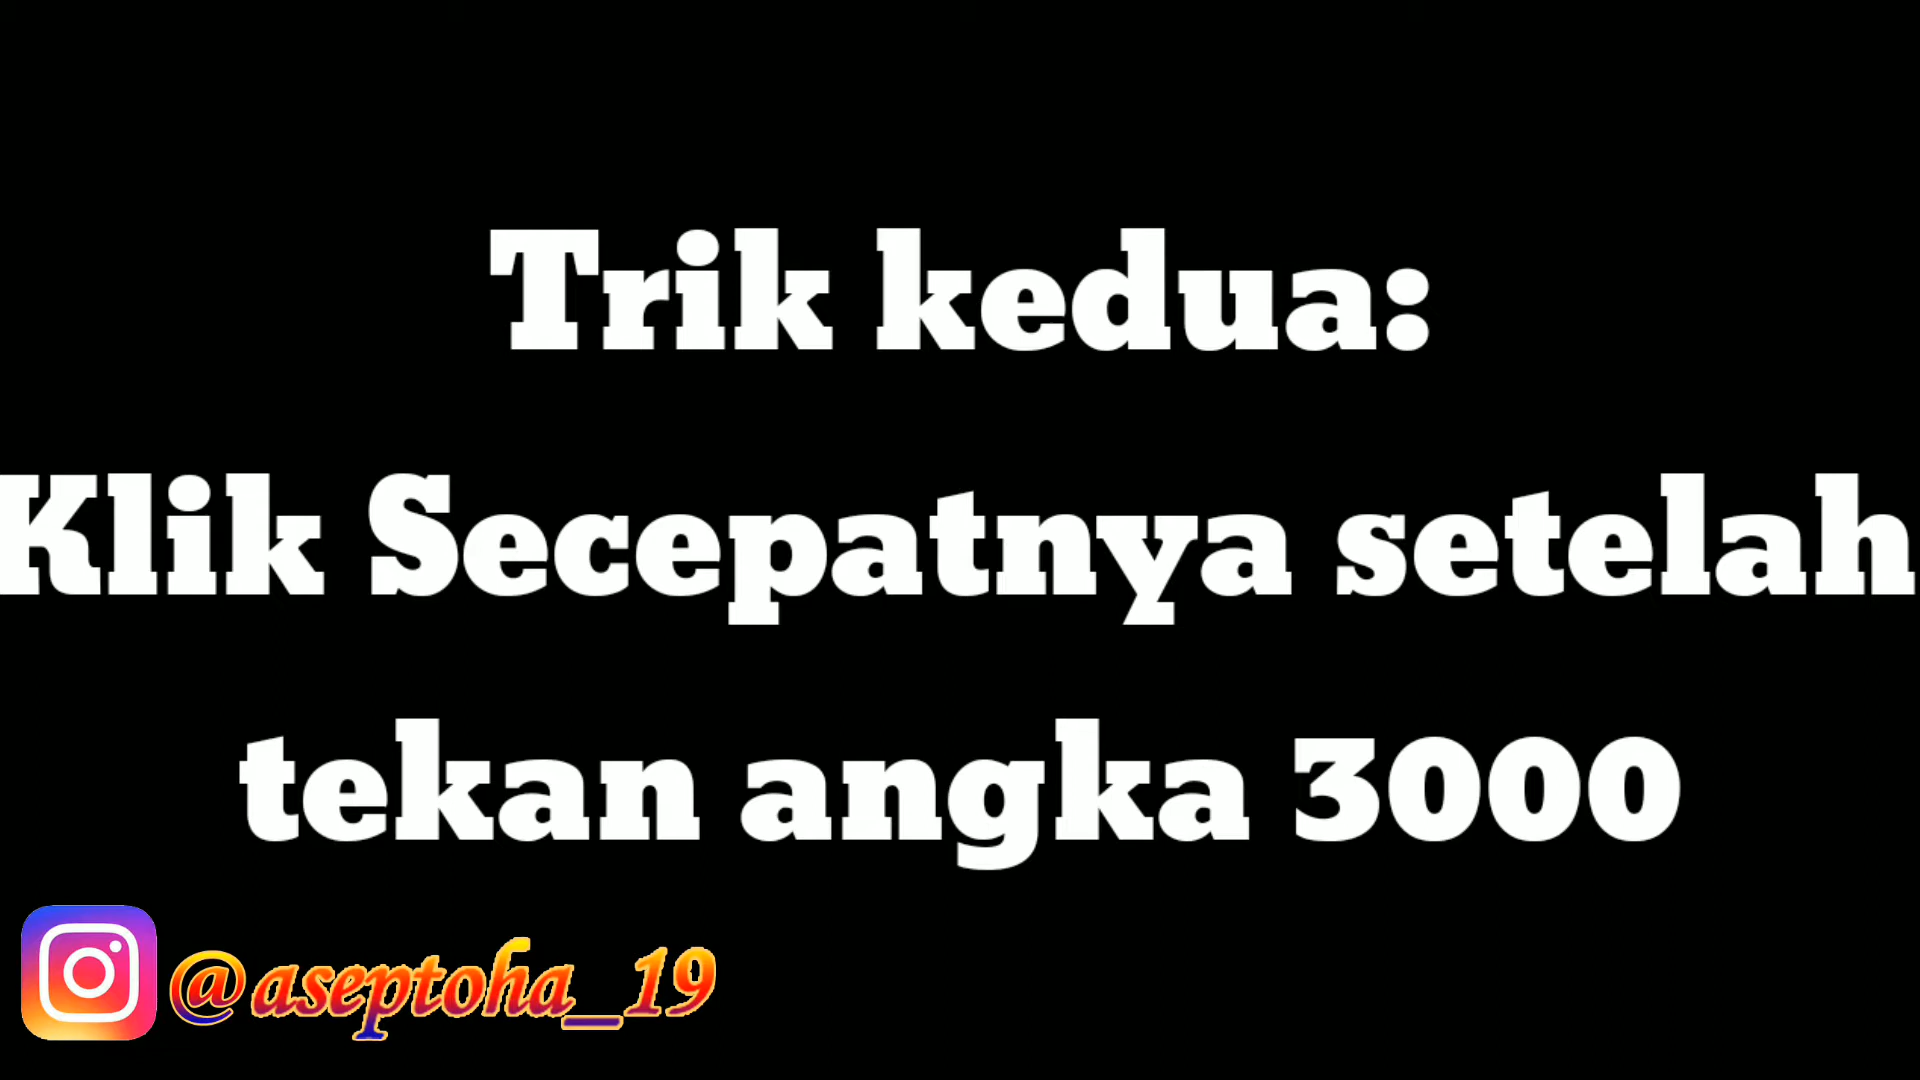 Trik kedua:
Klik Secepatnya setelah
tekan angka 3000
@aseptoha_19